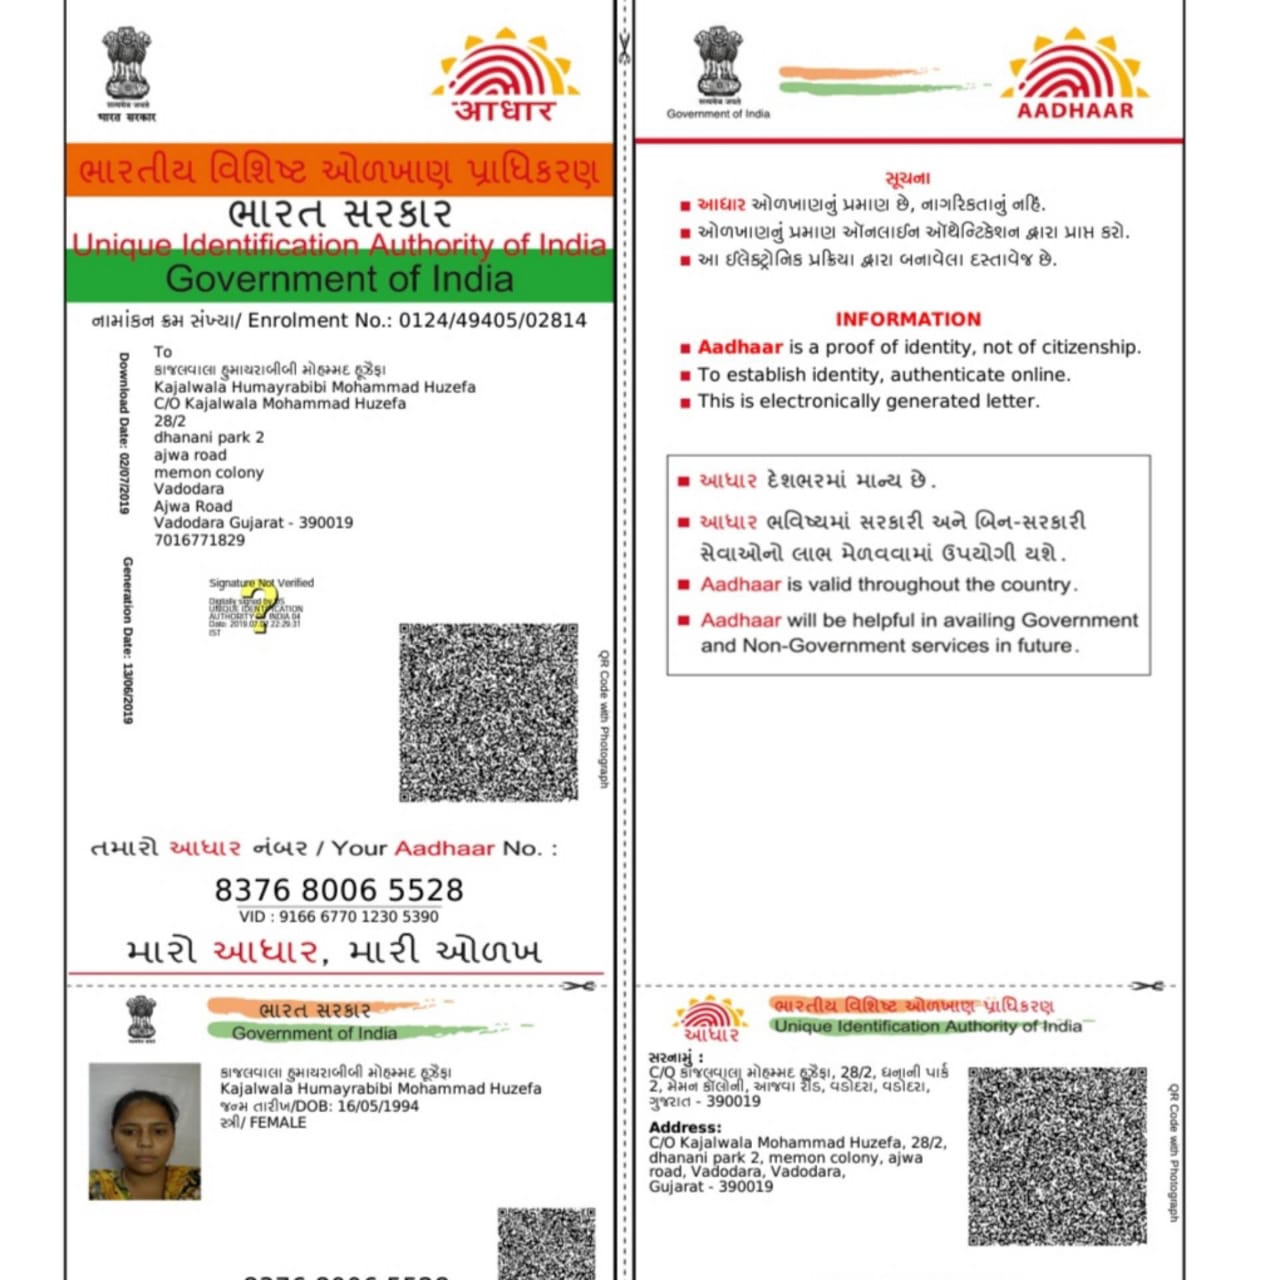 सत्यमेव जयते
भारत सरकार
आधार
ભારતીય વિશિષ્ટ ઓળખાણ પ્રાધિકરણ
ભારત સરકાર
Unique Identification Authority of India
Government of India
નામાંકન ક્રમ સંખ્યા/ Enrolment No.: 0124/49405/02814
Download Date: 02/07/2019
Generation Date: 13/06/2019
To
કાજલવાલા હુમાયરાબીબી મોહમ્મદ હૂઝૈફા
Kajalwala Humayrabibi Mohammad Huzefa
C/O Kajalwala Mohammad Huzefa
28/2
dhanani park 2
ajwa road
memon colony
Vadodara
Ajwa Road
Vadodara Gujarat - 390019
7016771829
Signature Not Verified
Digitally signed by DS
UNIQUE IDENTIFICATION
AUTHORITY OF INDIA 04
?
IST
QR Code with Photograph
તમારો આધાર નંબર / Your Aadhaar No. :
8376 8006 5528
VID : 9166 6770 1230 5390
મારો આધાર, મારી ઓળખ
ભારત સરકાર
Government of India
કાજલવાલા હુમાયરાબીબી મોહમ્મદ હૂઝૈફા
Kajalwala Humayrabibi Mohammad Huzefa
જન્મ તારીખ/DOB: 16/05/1994
સ્ત્રી/ FEMALE
8376 8006 5528
सत्यमेव जयते
Government of India
AADHAAR
સૂચના
આધાર ઓળખાણનું પ્રમાણ છે, નાગરિકતાનું નહિ.
ઓળખાણનું પ્રમાણ ઑનલાઈન ઑથેન્ટિકેશન દ્વારા પ્રાપ્ત કરો.
આ ઈલેક્ટ્રોનિક પ્રક્રિયા દ્વારા બનાવેલા દસ્તાવેજ છે.
INFORMATION
Aadhaar is a proof of identity, not of citizenship.
To establish identity, authenticate online.
This is electronically generated letter.
આધાર દેશભરમાં માન્ય છે .
આધાર ભવિષ્યમાં સરકારી અને બિન-સરકારી
સેવાઓનો લાભ મેળવવામાં ઉપયોગી થશે .
Aadhaar is valid throughout the country.
Aadhaar will be helpful in availing Government
and Non-Government services in future.
આધાર
ભારતીય વિશિષ્ટ ઓળખાણ પ્રાધિકરણ
Unique Identification Authority of India
સરનામું :
C/O કાજલવાલા મોહમ્મદ હૂઝૈફા, 28/2, ધનાની પાર્ક
2, મેમન કૉલોની, આજવા રોડ, વડોદરા, વડોદરા,
ગુજરાત - 390019
Address:
C/O Kajalwala Mohammad Huzefa, 28/2,
dhanani park 2, memon colony, ajwa
road, Vadodara, Vadodara,
Gujarat - 390019
QR Code with Photograph